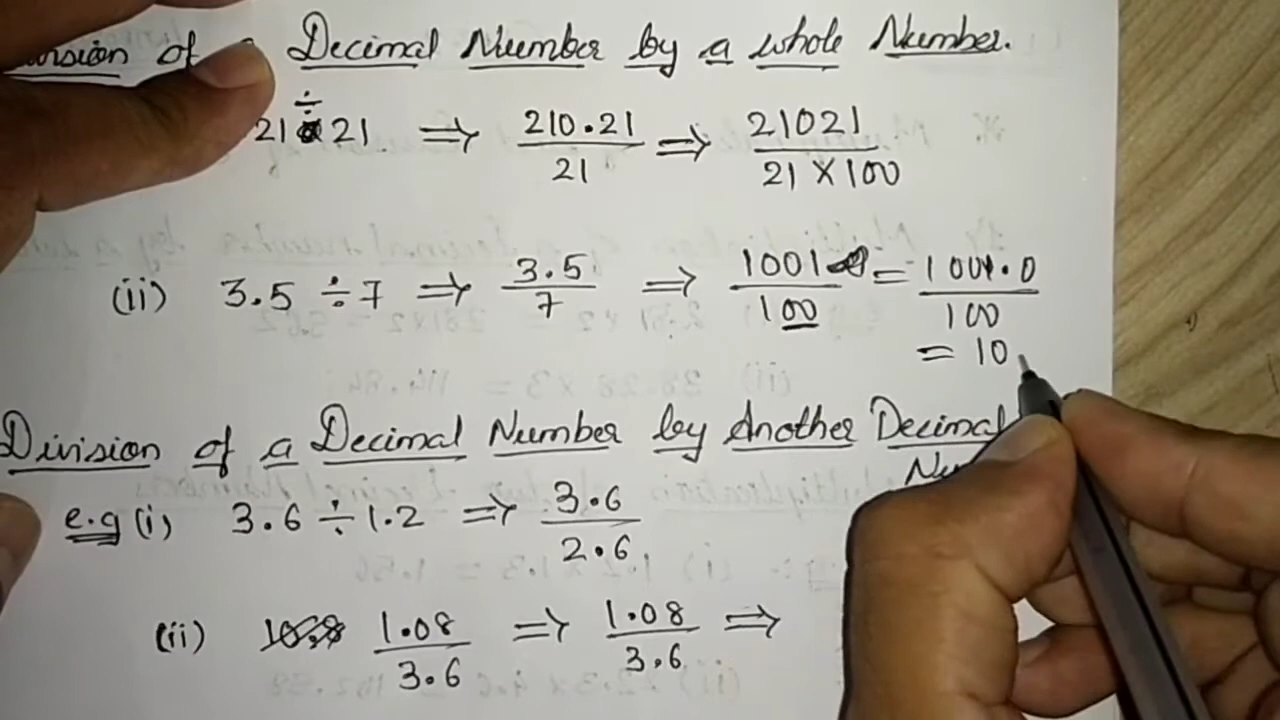 of a Decimal Number by a whole Number.
21 ÷ 21 ⇒ 210.21/21 ⇒ 21021/21 × 100
(ii) 3.5 ÷ 7 ⇒ 3.5/7 ⇒ 1001/100 = 1001.0/100
= 10
Division of a Decimal Number by Another Decimal
e.g (i) 3.6 ÷ 1.2 ⇒ 3.6/2.6
(ii) 1.08/3.6 ⇒ 1.08/3.6 ⇒